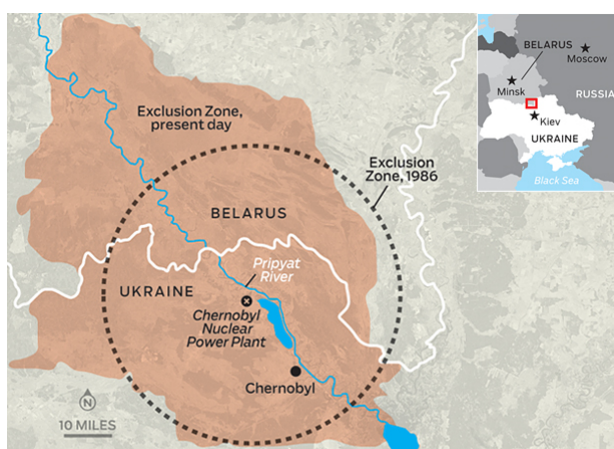 Exclusion Zone,
present day
Exclusion
Zone, 1986
BELARUS
Pripyat
River
UKRAINE
Chernobyl
Nuclear
Power Plant
Chernobyl
N
10 MILES
BELARUS
Moscow
Minsk
RUSSIA
Kiev
UKRAINE
Black Sea